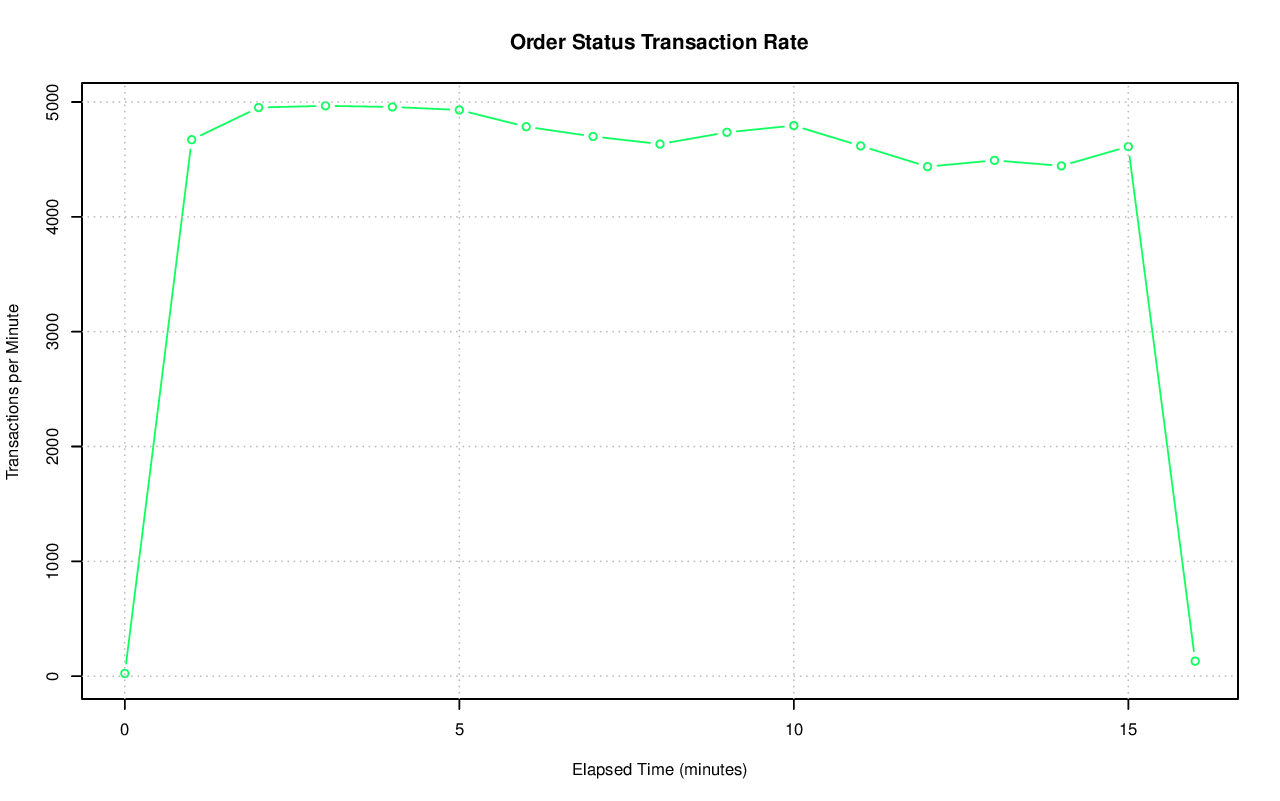 Order Status Transaction Rate
Transactions per Minute
5000
4000
3000
2000
1000
0
0 5 10 15
Elapsed Time (minutes)